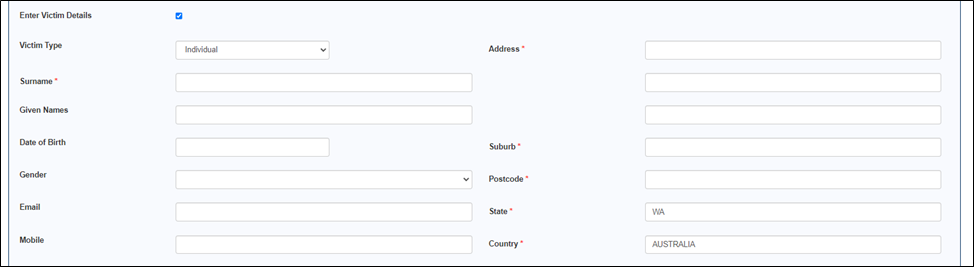 Enter Victim Details
Victim Type Individual Address *
Surname *
Given Names
Date of Birth Suburb *
Gender Postcode *
Email State * WA
Mobile Country * AUSTRALIA